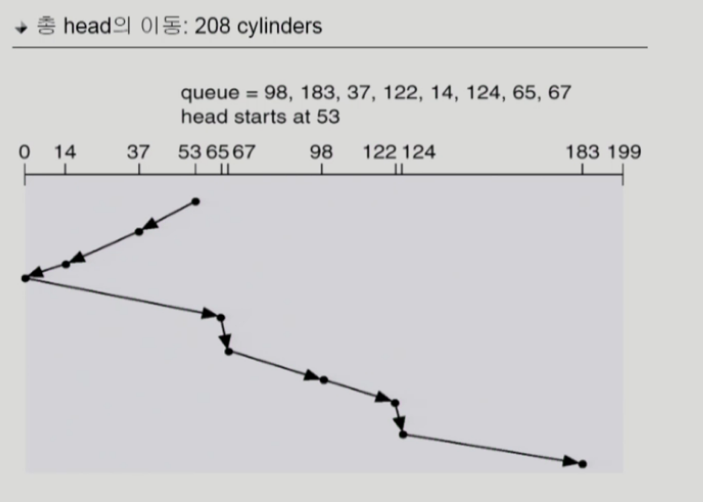 총 head의 이동: 208 cylinders
queue = 98, 183, 37, 122, 14, 124, 65, 67
head starts at 53
0 14 37 53 65 67 98 122 124 183 199